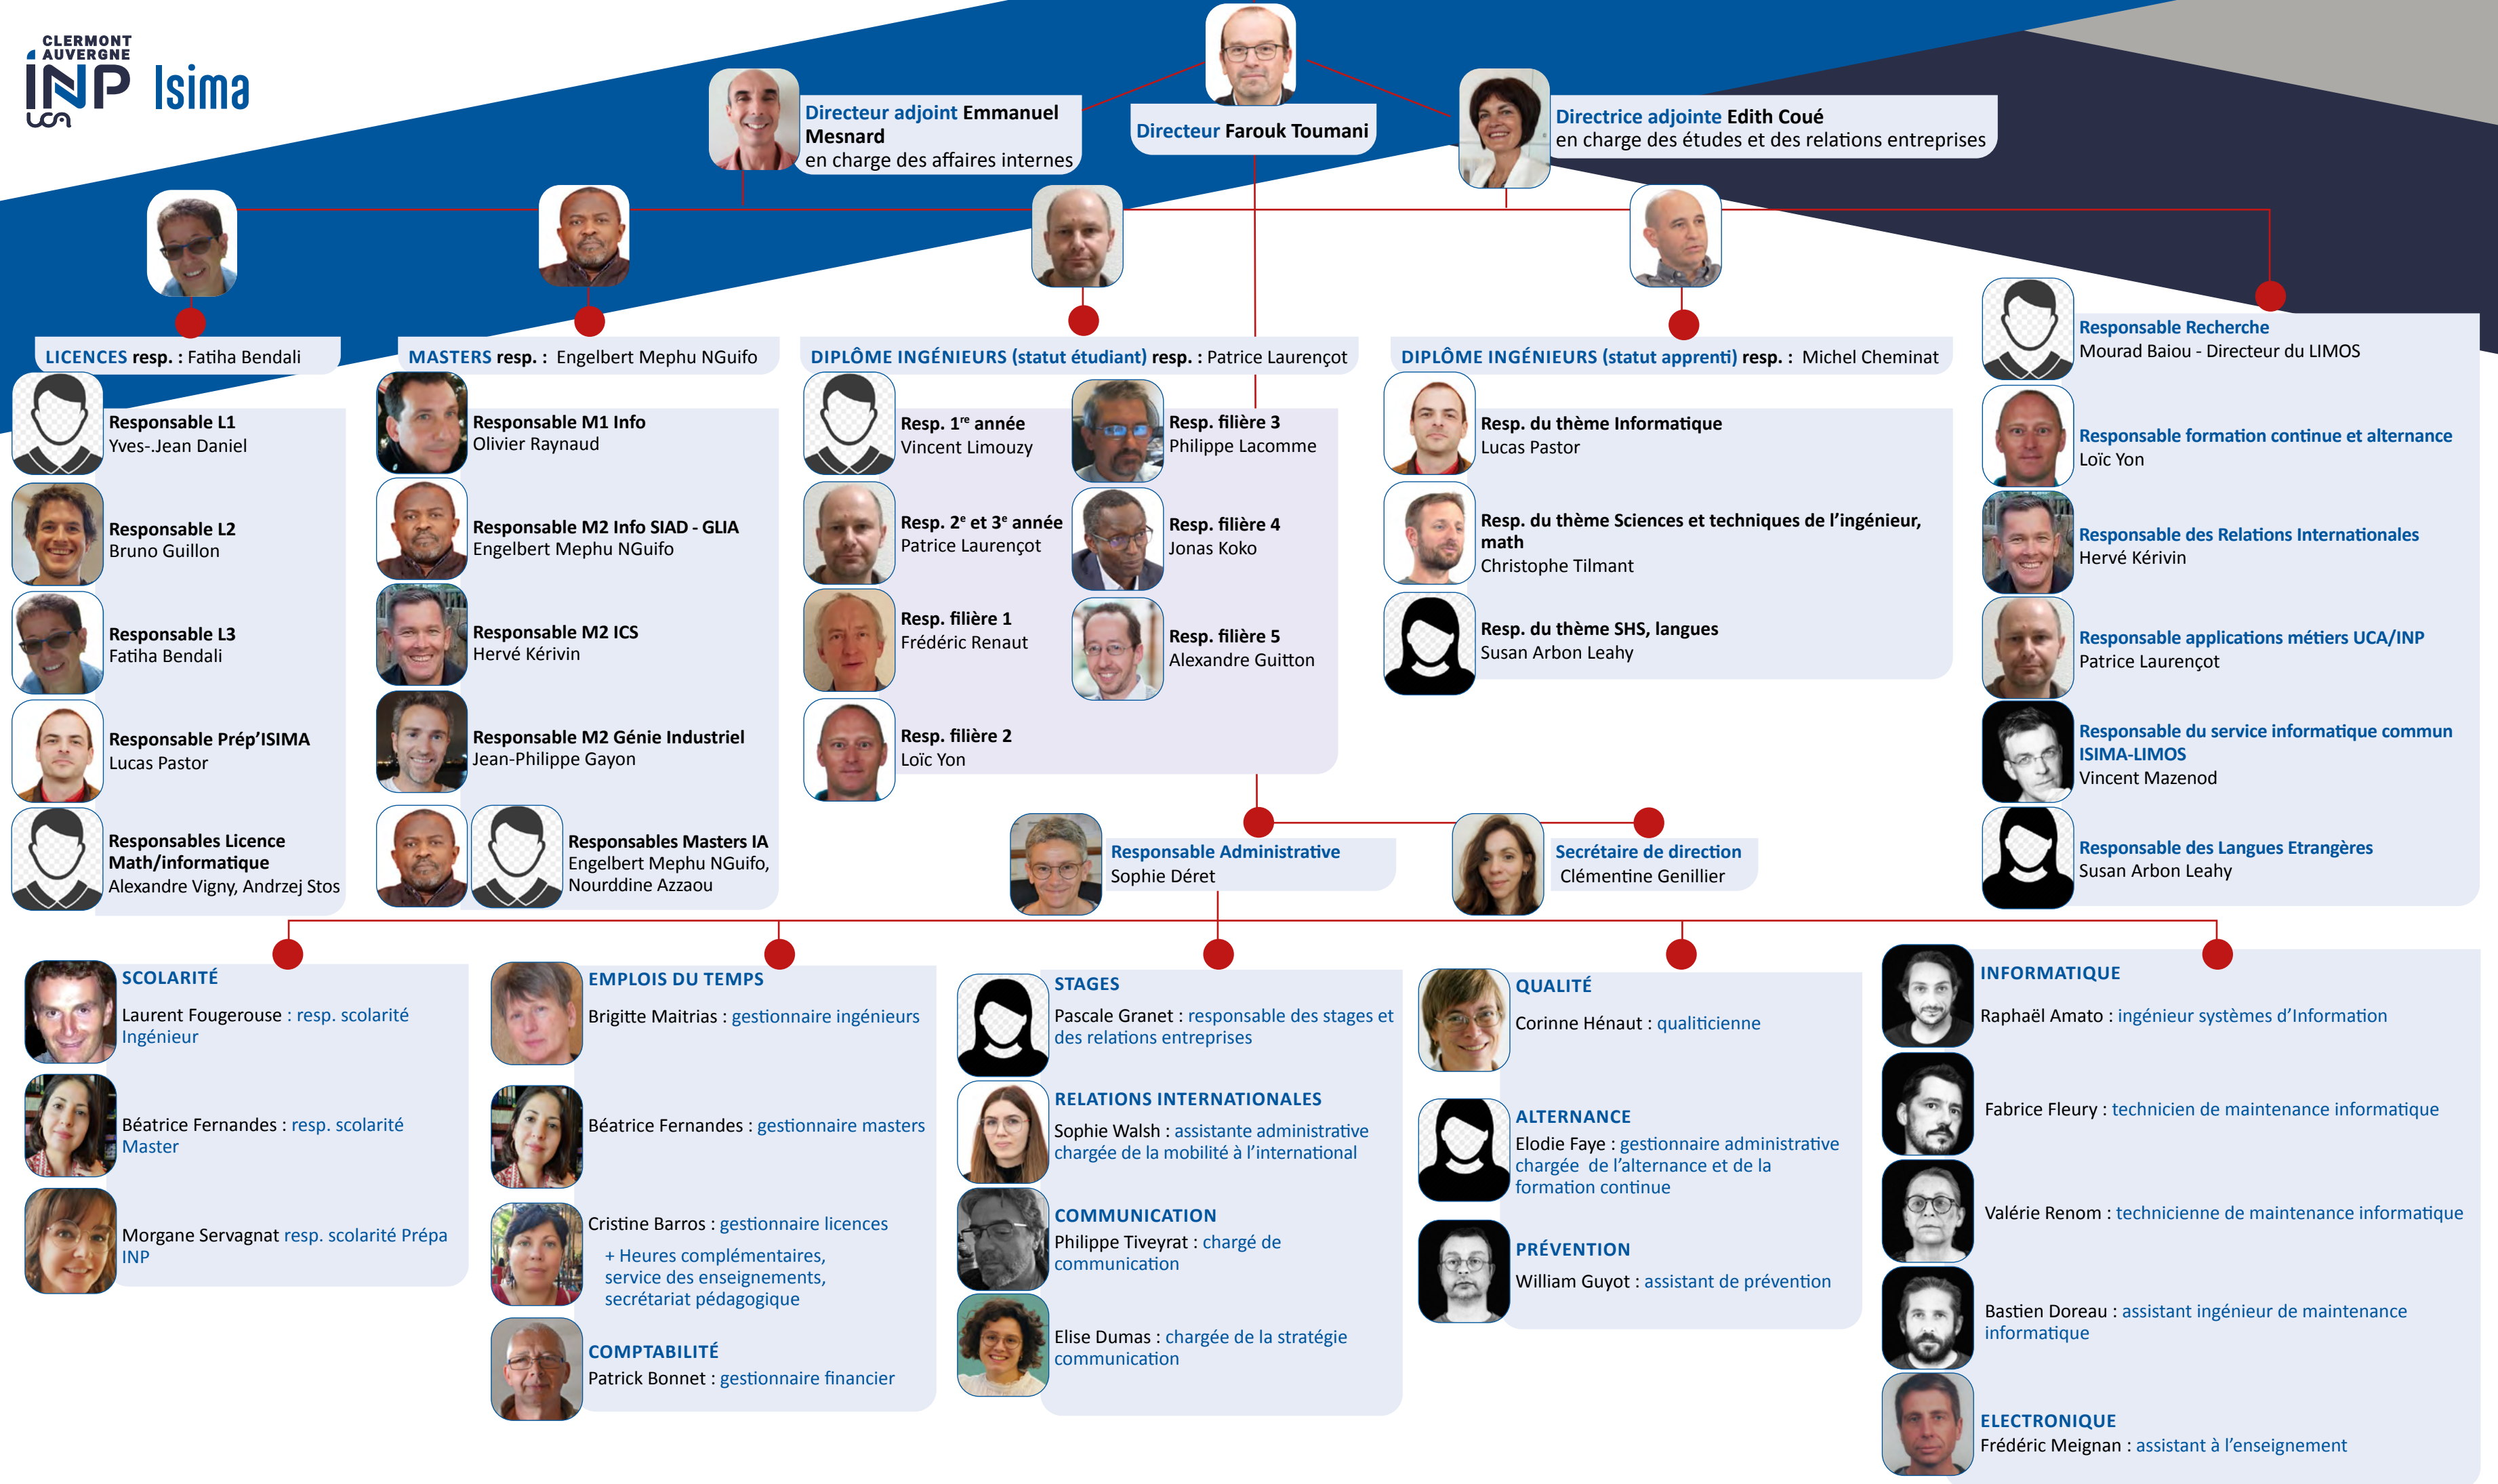 CLERMONT
AUVERGNE
INP Isima
UCA
Directeur adjoint Emmanuel
Mesnard
en charge des affaires internes
Directeur Farouk Toumani
Directrice adjointe Edith Coué
en charge des études et des relations entreprises
LICENCES resp. : Fatiha Bendali
Responsable L1
Yves-.Jean Daniel
Responsable L2
Bruno Guillon
Responsable L3
Fatiha Bendali
Responsable Prép'ISIMA
Lucas Pastor
Responsables Licence
Math/informatique
Alexandre Vigny, Andrzej Stos
MASTERS resp. : Engelbert Mephu NGuifo
Responsable M1 Info
Olivier Raynaud
Responsable M2 Info SIAD - GLIA
Engelbert Mephu NGuifo
Responsable M2 ICS
Hervé Kérivin
Responsable M2 Génie Industriel
Jean-Philippe Gayon
Responsables Masters IA
Engelbert Mephu NGuifo,
Nourddine Azzaou
DIPLÔME INGÉNIEURS (statut étudiant) resp. : Patrice Laurençot
Resp. 1re année
Vincent Limouzy
Resp. 2e et 3e année
Patrice Laurençot
Resp. filière 1
Frédéric Renaut
Resp. filière 2
Loïc Yon
Resp. filière 3
Philippe Lacomme
Resp. filière 4
Jonas Koko
Resp. filière 5
Alexandre Guitton
DIPLÔME INGÉNIEURS (statut apprenti) resp. : Michel Cheminat
Resp. du thème Informatique
Lucas Pastor
Resp. du thème Sciences et techniques de l'ingénieur,
math
Christophe Tilmant
Resp. du thème SHS, langues
Susan Arbon Leahy
Responsable Recherche
Mourad Baiou - Directeur du LIMOS
Responsable formation continue et alternance
Loïc Yon
Responsable des Relations Internationales
Hervé Kérivin
Responsable applications métiers UCA/INP
Patrice Laurençot
Responsable du service informatique commun
ISIMA-LIMOS
Vincent Mazenod
Responsable des Langues Etrangères
Susan Arbon Leahy
Responsable Administrative
Sophie Déret
Secrétaire de direction
Clémentine Genillier
SCOLARITÉ
Laurent Fougerouse : resp. scolarité
Ingénieur
Béatrice Fernandes : resp. scolarité
Master
Morgane Servagnat resp. scolarité Prépa
INP
EMPLOIS DU TEMPS
Brigitte Maitrias : gestionnaire ingénieurs
Béatrice Fernandes : gestionnaire masters
Cristine Barros : gestionnaire licences
+ Heures complémentaires,
service des enseignements,
secrétariat pédagogique
COMPTABILITÉ
Patrick Bonnet : gestionnaire financier
STAGES
Pascale Granet : responsable des stages et
des relations entreprises
RELATIONS INTERNATIONALES
Sophie Walsh : assistante administrative
chargée de la mobilité à l'international
COMMUNICATION
Philippe Tiveyrat : chargé de
communication
Elise Dumas : chargée de la stratégie
communication
QUALITÉ
Corinne Hénaut : qualiticienne
ALTERNANCE
Elodie Faye : gestionnaire administrative
chargée de l'alternance et de la
formation continue
PRÉVENTION
William Guyot : assistant de prévention
INFORMATIQUE
Raphaël Amato : ingénieur systèmes d'Information
Fabrice Fleury : technicien de maintenance informatique
Valérie Renom : technicienne de maintenance informatique
Bastien Doreau : assistant ingénieur de maintenance
informatique
ELECTRONIQUE
Frédéric Meignan : assistant à l'enseignement